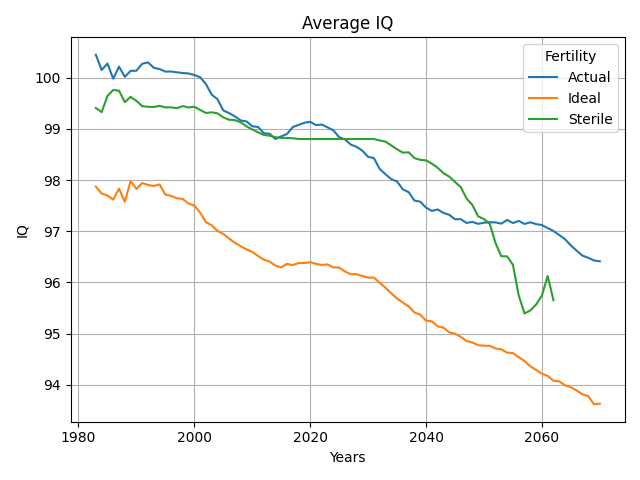 Average IQ
Fertility
Actual
Ideal
Sterile
IQ
100
99
98
97
96
95
94
1980
2000
2020
2040
2060
Years